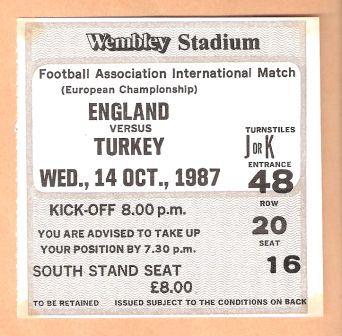 Wembley Stadium
Football Association International Match
(European Championship)
ENGLAND
VERSUS
TURKEY
WED., 14 OCT., 1987
TURNSTILES
J OR K
ENTRANCE
48
KICK-OFF 8.00 p.m.
ROW
20
YOU ARE ADVISED TO TAKE UP
YOUR POSITION BY 7.30 p.m.
SEAT
16
SOUTH STAND SEAT
£8.00
TO BE RETAINED ISSUED SUBJECT TO THE CONDITIONS ON BACK